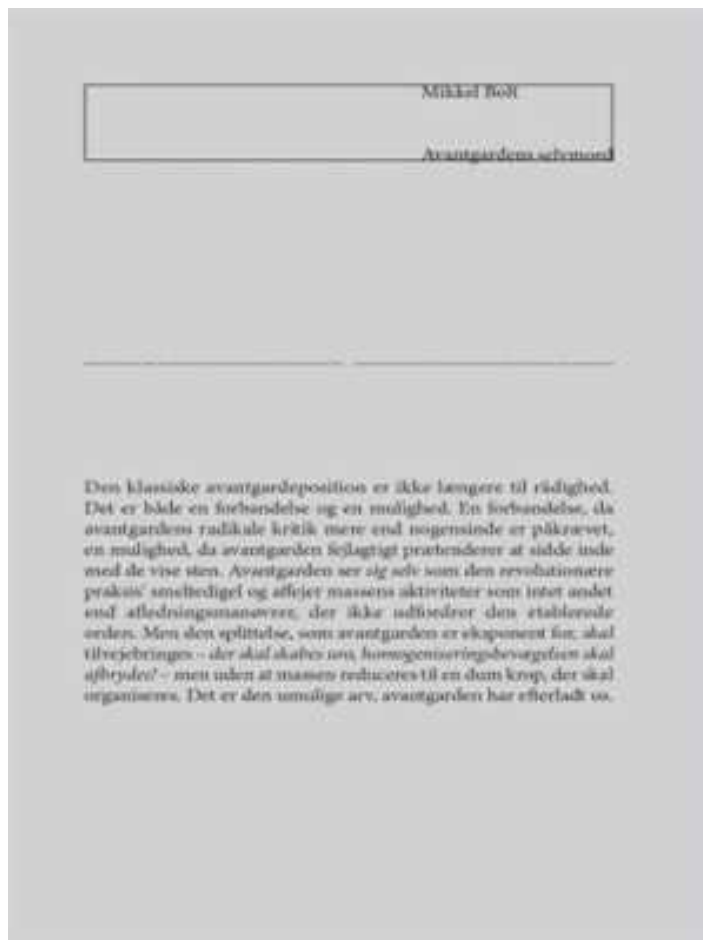 Mikkel Bolt
Avantgardens selvmord
Den klassiske avantgardeposition er ikke længere til rådighed.
Det er både en forbandelse og en mulighed. En forbandelse, da
avantgardens radikale kritik mere end nogensinde er påkrævet,
en mulighed, da avantgarden fejlagtigt prætenderer at sidde inde
med de vise sten. Avantgarden ser sig selv som den revolutionære
praksis' smeltedigel og affejer massens aktiviteter som intet andet
end afledningsmanøvrer, der ikke udfordrer den etablerede
orden. Men den splittelse, som avantgarden er eksponent for, skal
tilvejebringes – der skal skabes uro, homogeniseringsbevægelsen skal
afbrydes! – men uden at massen reduceres til en dum krop, der skal
organiseres. Det er den umulige arv, avantgarden har efterladt os.